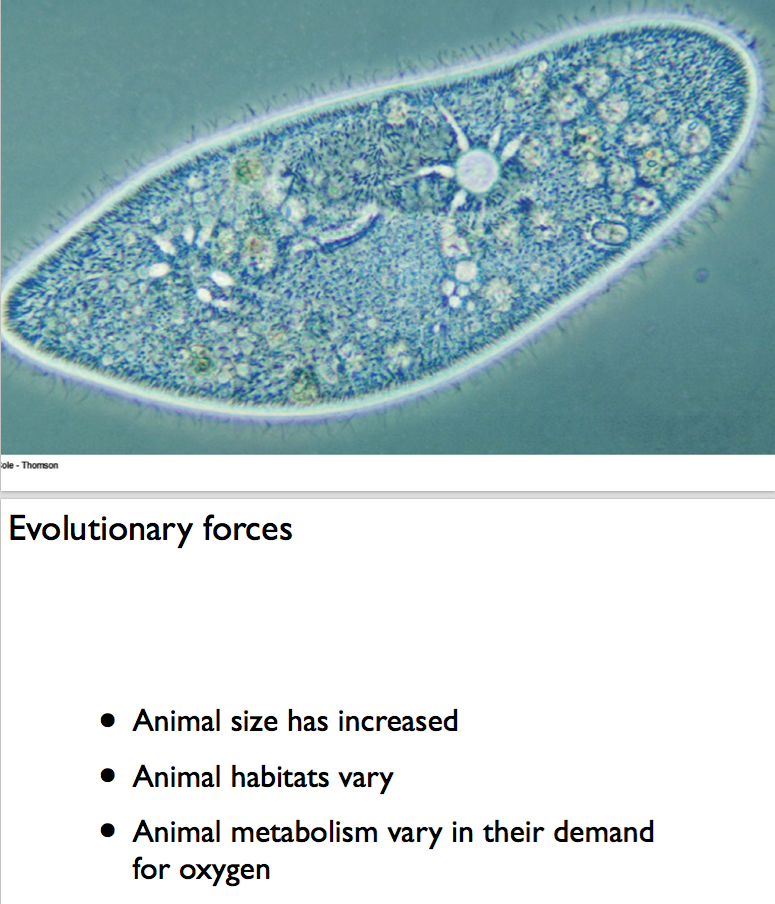 ole - Thomson
Evolutionary forces
• Animal size has increased
• Animal habitats vary
• Animal metabolism vary in their demand
for oxygen